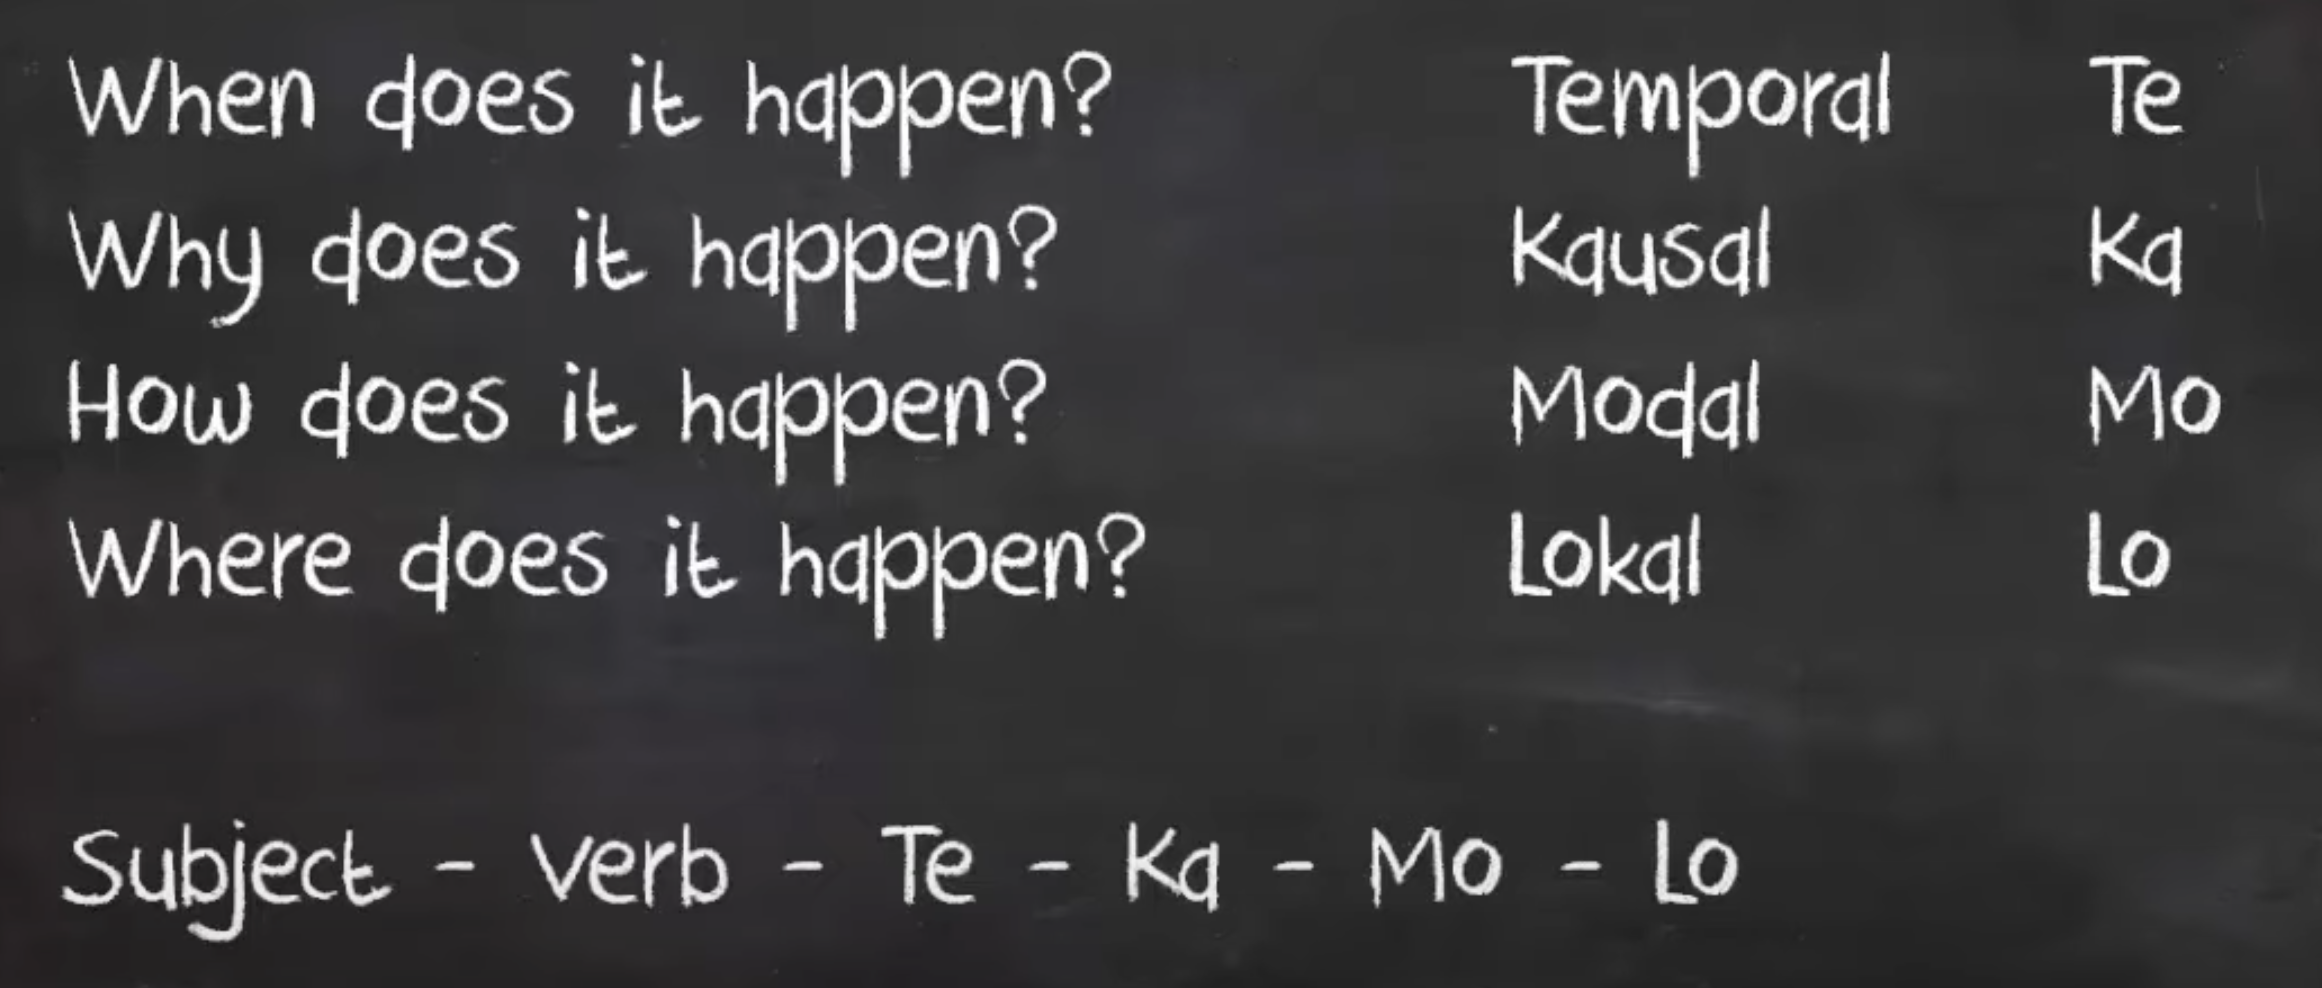 When does it happen? Temporal Te
Why does it happen? Kausal Ka
How does it happen? Modal Mo
Where does it happen? Lokal Lo
Subject - verb - Te - Ka - Mo - Lo